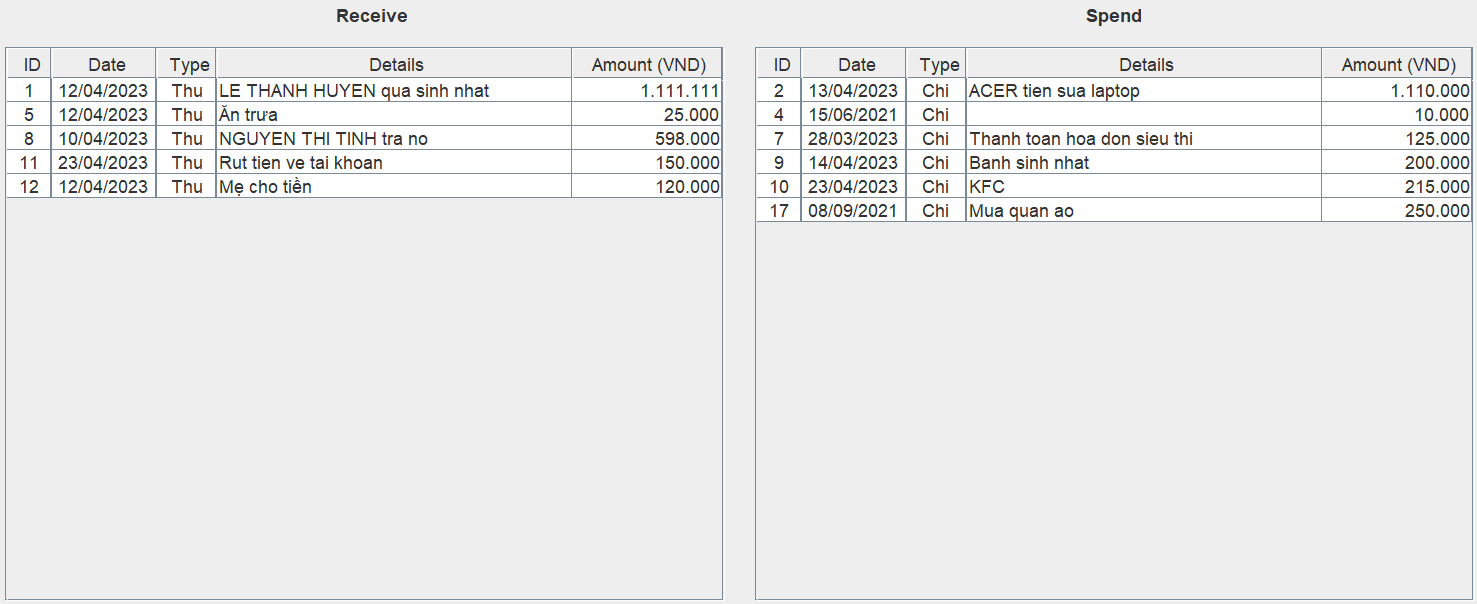 Receive
ID Date Type Details Amount (VND)
1 12/04/2023 Thu LE THANH HUYEN qua sinh nhat 1.111.111
5 12/04/2023 Thu Ăn trưa 25.000
8 10/04/2023 Thu NGUYEN THI TINH tra no 598.000
11 23/04/2023 Thu Rut tien ve tai khoan 150.000
12 12/04/2023 Thu Mẹ cho tiền 120.000
Spend
ID Date Type Details Amount (VND)
2 13/04/2023 Chi ACER tien sua laptop 1.110.000
4 15/06/2021 Chi 10.000
7 28/03/2023 Chi Thanh toan hoa don sieu thi 125.000
9 14/04/2023 Chi Banh sinh nhat 200.000
10 23/04/2023 Chi KFC 215.000
17 08/09/2021 Chi Mua quan ao 250.000